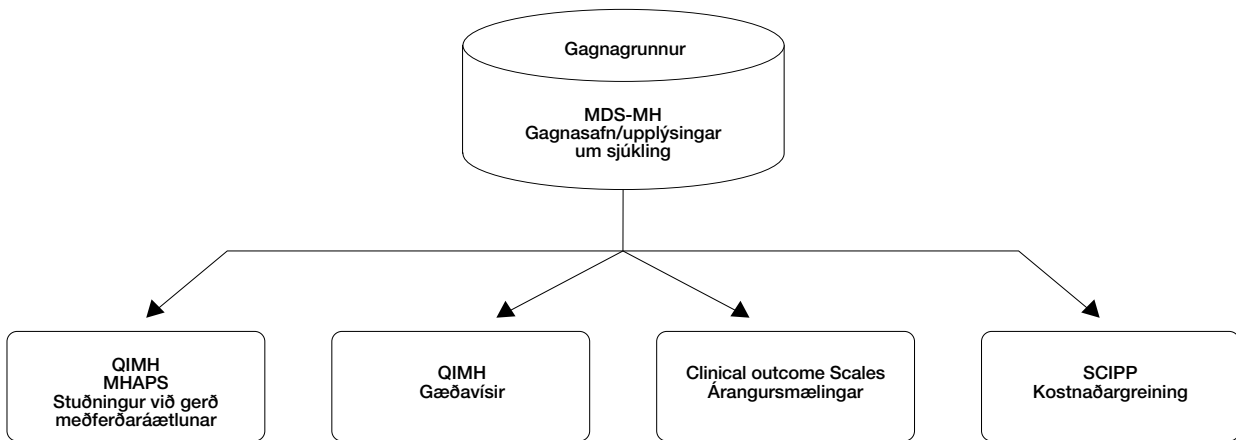 Gagnagrunnur
MDS-MH
Gagnasafn/upplýsingar
um sjúkling
QIMH
MHAPS
Stuðningur við gerð
meðferðaráætlunar
QIMH
Gæðavísir
Clinical outcome Scales
Árangursmælingar
SCIPP
Kostnaðargreining